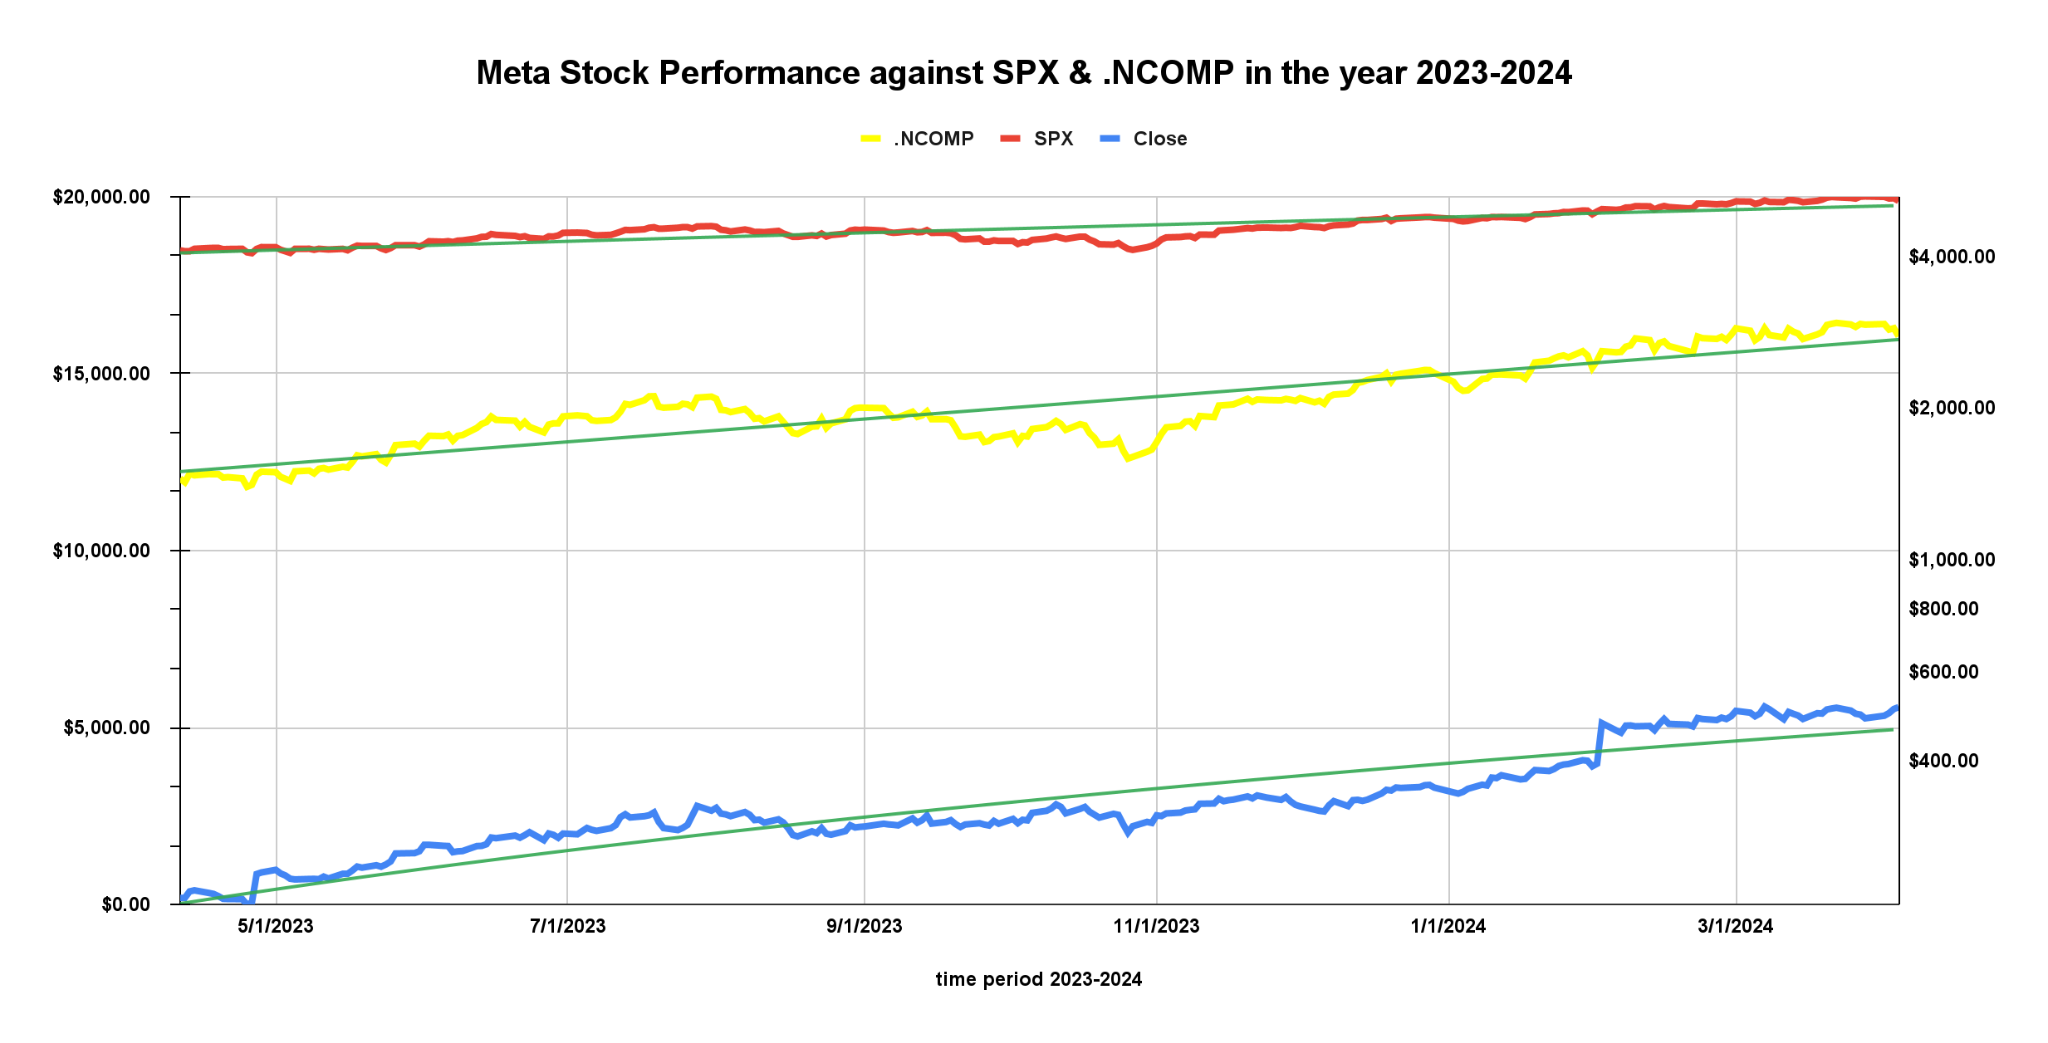 Meta Stock Performance against SPX & .NCOMP in the year 2023-2024
.NCOMP SPX Close
$20,000.00
$15,000.00
$10,000.00
$5,000.00
$0.00
$4,000.00
$2,000.00
$1,000.00
$800.00
$600.00
$400.00
5/1/2023 7/1/2023 9/1/2023 11/1/2023 1/1/2024 3/1/2024
time period 2023-2024